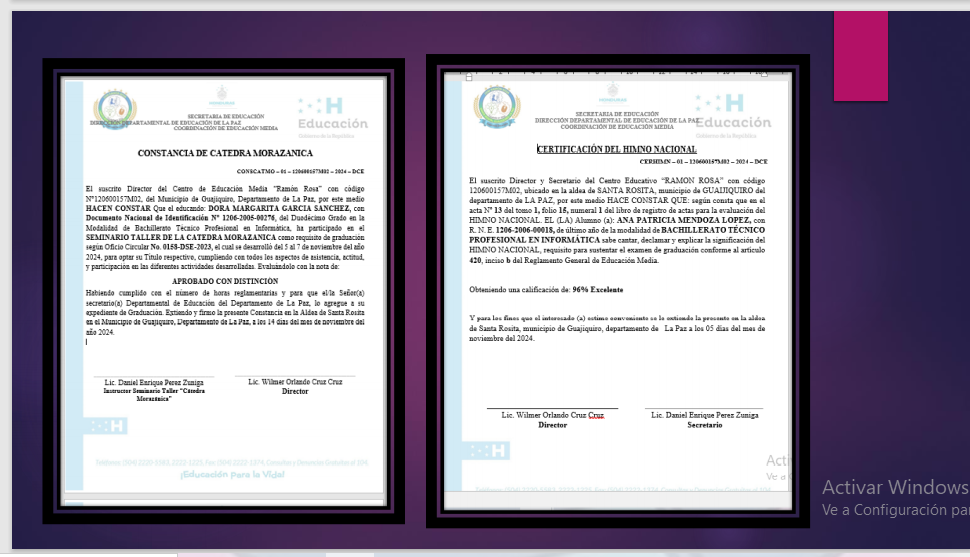 SECRETARIA DE EDUCACIÓN
DIRECCIÓN DEPARTAMENTAL DE EDUCACION DE LA PAZ
COORDINACIÓN DE EDUCACIÓN MEDIA
H
Educación
Gobierno de la República
CONSTANCIA DE CATEDRA MORAZANICA
CONSCATMO – 01 – 120600157M02 – 2024 – DCE
El suscrito Director del Centro de Educación Media “Ramón Rosa” con código
N°120600157M02, del Municipio de Guajiquiro, Departamento de La Paz, por este medio
HACEN CONSTAR Que el educando: DORA MARGARITA GARCIA SANCHEZ, con
Documento Nacional de Identificación N° 1206-2005-00276, del Duodécimo Grado en la
Modalidad de Bachillerato Técnico Profesional en Informática, ha participado en el
SEMINARIO TALLER DE LA CATEDRA MORAZANICA como requisito de graduación
según Oficio Circular No. 0158-DSE-2023, el cual se desarrolló del 5 al 7 de noviembre del año
2024, para optar su Título respectivo, cumpliendo con todos los aspectos de asistencia, actitud,
y participación en las diferentes actividades desarrolladas. Evaluándolo con la nota de:
APROBADO CON DISTINCIÓN
Habiendo cumplido con el número de horas reglamentarias y para que el/la Señor(a)
secretario(a) Departamental de Educación del Departamento de La Paz, lo agregue a su
expediente de Graduación. Extiendo y firmo la presente Constancia en la Aldea de Santa Rosita
en el Municipio de Guajiquiro, Departamento de La Paz, a los 14 días del mes de noviembre del
año 2024.
Lic. Daniel Enrique Perez Zuniga
Instructor Seminario Taller “Cátedra
Morazánica”
Lic. Wilmer Orlando Cruz Cruz
Director
H
¡Educación para la Vida!
SECRETARIA DE EDUCACIÓN
DIRECCIÓN DEPARTAMENTAL DE EDUCACIÓN DE LA PAZ
COORDINACIÓN DE EDUCACIÓN MEDIA
H
Educación
Gobierno de la República
CERTIFICACIÓN DEL HIMNO NACIONAL
CERHIMN – 01 – 120600157M02 – 2024 – DCE
El suscrito Director y Secretario del Centro Educativo “RAMON ROSA” con código
120600157M02, ubicado en la aldea de SANTA ROSITA, municipio de GUAJIQUIRO del
departamento de LA PAZ, por este medio HACE CONSTAR QUE: según consta que en el
acta N° 13 del tomo 1, folio 15, numeral 1 del libro de registro de actas para la evaluación del
HIMNO NACIONAL. EL (LA) Alumno (a): ANA PATRICIA MENDOZA LOPEZ, con
R. N. E. 1206-2006-00018, de último año de la modalidad de BACHILLERATO TÉCNICO
PROFESIONAL EN INFORMÁTICA sabe cantar, declamar y explicar la significación del
HIMNO NACIONAL, requisito para sustentar el examen de graduación conforme al artículo
420, inciso b del Reglamento General de Educación Media.
Obteniendo una calificación de: 96% Excelente
Y para los fines que el interesado (a) estime conveniente se le extiende la presente en la aldea
de Santa Rosita, municipio de Guajiquiro, departamento de La Paz a los 05 días del mes de
noviembre del 2024.
Lic. Wilmer Orlando Cruz Cruz
Director
Lic. Daniel Enrique Perez Zuniga
Secretario
H
Acti
Ve a C
Activar Windows
Ve a Configuración par